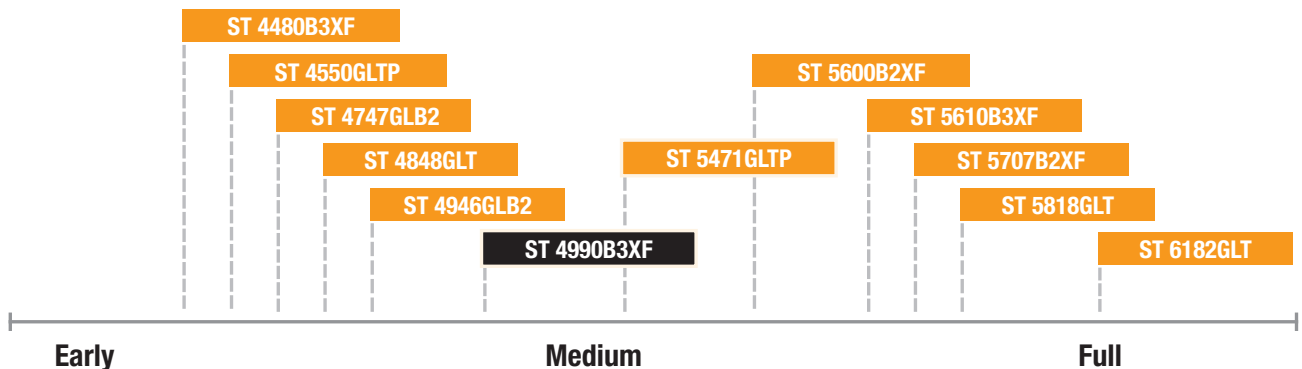 ST 4480B3XF
ST 4550GLTP
ST 5600B2XF
ST 4747GLB2
ST 5610B3XF
ST 4848GLT
ST 5471GLTP
ST 5707B2XF
ST 4946GLB2
ST 5818GLT
ST 4990B3XF
ST 6182GLT
Early
Medium
Full